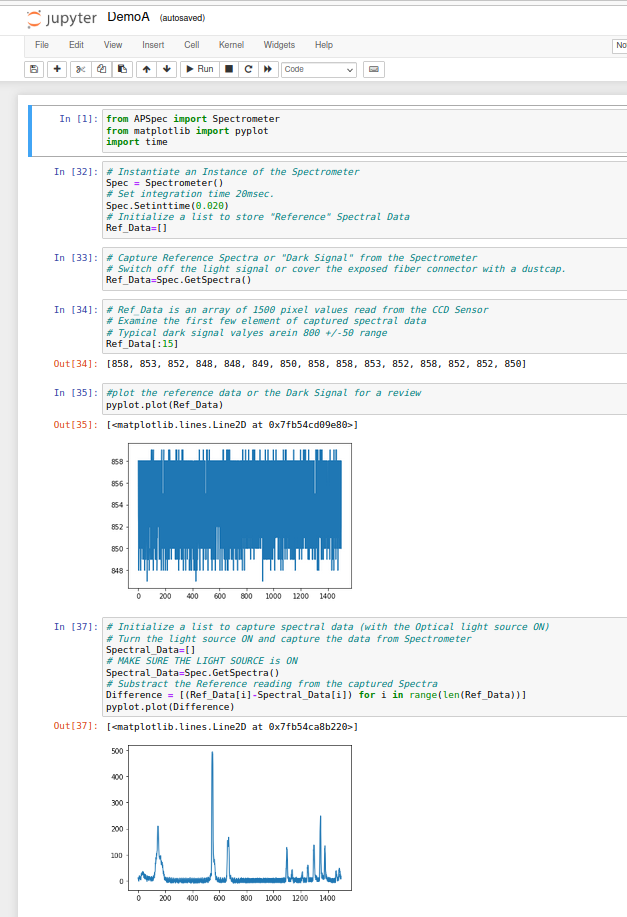 jupyter DemoA (autosaved)
File Edit View Insert Cell Kernel Widgets Help
No
Run Code
In [1]: from APSpec import Spectrometer
from matplotlib import pyplot
import time
In [32]: # Instantiate an Instance of the Spectrometer
Spec = Spectrometer()
# Set integration time 20msec.
Spec.Setinttime(0.020)
# Initialize a list to store "Reference" Spectral Data
Ref_Data=[]
In [33]: # Capture Reference Spectra or "Dark Signal" from the Spectrometer
# Switch off the light signal or cover the exposed fiber connector with a dustcap.
Ref_Data=Spec.GetSpectra()
In [34]: # Ref_Data is an array of 1500 pixel values read from the CCD Sensor
# Examine the first few element of captured spectral data
# Typical dark signal valyes arein 800 +/-50 range
Ref_Data[:15]
Out[34]: [858, 853, 852, 848, 848, 849, 850, 858, 858, 853, 852, 858, 852, 852, 850]
In [35]: #plot the reference data or the Dark Signal for a review
pyplot.plot(Ref_Data)
Out[35]: [<matplotlib.lines.Line2D at 0x7fb54cd09e80>]
858
856
854
852
850
848
0 200 400 600 800 1000 1200 1400
In [37]: # Initialize a list to capture spectral data (with the Optical light source ON)
# Turn the light source ON and capture the data from Spectrometer
Spectral_Data=[]
# MAKE SURE THE LIGHT SOURCE is ON
Spectral_Data=Spec.GetSpectra()
# Substract the Reference reading from the captured Spectra
Difference = [(Ref_Data[i]-Spectral_Data[i]) for i in range(len(Ref_Data))]
pyplot.plot(Difference)
Out[37]: [<matplotlib.lines.Line2D at 0x7fb54ca8b220>]
500
400
300
200
100
0
0 200 400 600 800 1000 1200 1400